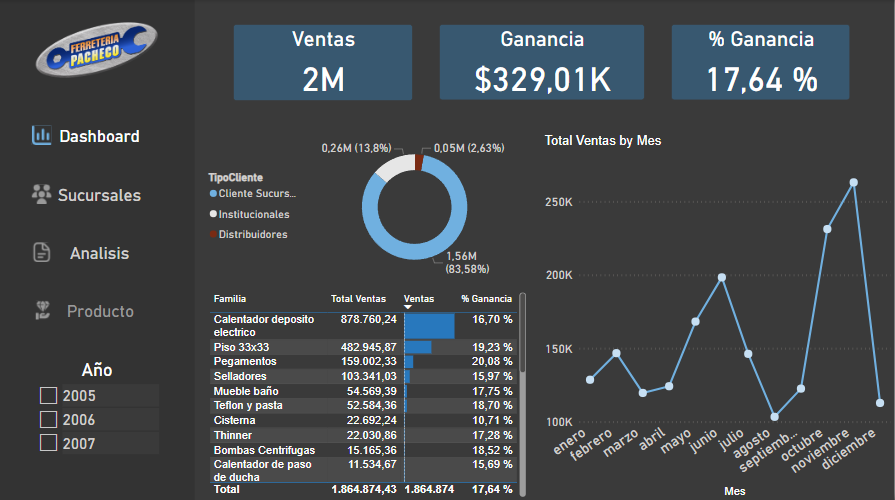 FERRETERIA
PACHECO
Dashboard
Sucursales
Analisis
Producto
Año
2005
2006
2007
Ventas
2M
Ganancia
$329,01K
% Ganancia
17,64 %
TipoCliente
Cliente Sucurs...
Institucionales
Distribuidores
0,26M (13,8%)
0,05M (2,63%)
1,56M
(83,58%)
Familia Total Ventas Ventas % Ganancia
Calentador deposito
electrico 878.760,24 16,70 %
Piso 33x33 482.945,87 19,23 %
Pegamentos 159.002,33 20,08 %
Selladores 103.341,03 15,97 %
Mueble baño 54.569,39 17,75 %
Teflon y pasta 52.584,36 18,70 %
Cisterna 22.692,24 10,71 %
Thinner 22.030,86 17,28 %
Bombas Centrifugas 15.165,36 18,52 %
Calentador de paso
de ducha 11.534,67 15,69 %
Total 1.864.874,43 1.864.874 17,64 %
Total Ventas by Mes
250K
200K
150K
100K
enero
febrero
marzo
abril
mayo
junio
julio
agosto
septiemb...
octubre
noviembre
diciembre
Mes